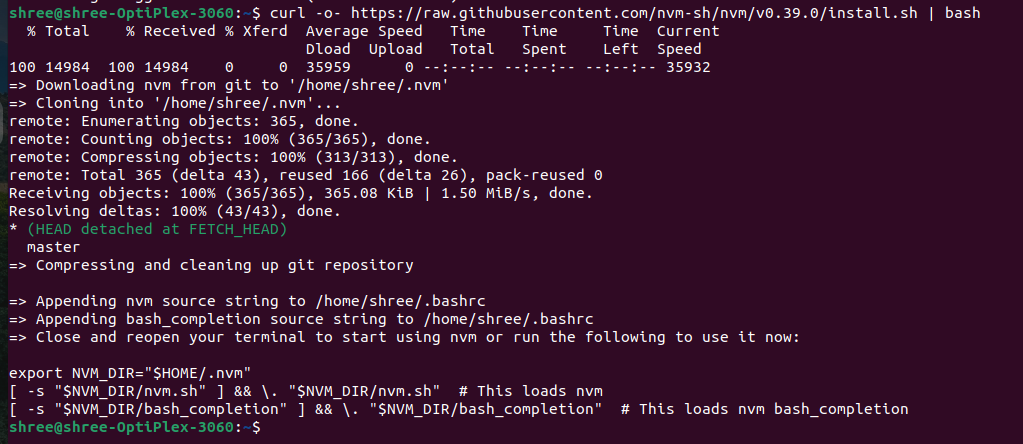 shree@shree-OptiPlex-3060:~$ curl -o- https://raw.githubusercontent.com/nvm-sh/nvm/v0.39.0/install.sh | bash
  % Total    % Received % Xferd  Average Speed   Time    Time     Time  Current
                                 Dload  Upload   Total   Spent    Left  Speed
100 14984  100 14984    0     0  35959      0 --:--:-- --:--:-- --:--:-- 35932
=> Downloading nvm from git to '/home/shree/.nvm'
=> Cloning into '/home/shree/.nvm'...
remote: Enumerating objects: 365, done.
remote: Counting objects: 100% (365/365), done.
remote: Compressing objects: 100% (313/313), done.
remote: Total 365 (delta 43), reused 166 (delta 26), pack-reused 0
Receiving objects: 100% (365/365), 365.08 KiB | 1.50 MiB/s, done.
Resolving deltas: 100% (43/43), done.
* (HEAD detached at FETCH_HEAD)
  master
=> Compressing and cleaning up git repository

=> Appending nvm source string to /home/shree/.bashrc
=> Appending bash_completion source string to /home/shree/.bashrc
=> Close and reopen your terminal to start using nvm or run the following to use it now:

export NVM_DIR="$HOME/.nvm"
[ -s "$NVM_DIR/nvm.sh" ] && \. "$NVM_DIR/nvm.sh"  # This loads nvm
[ -s "$NVM_DIR/bash_completion" ] && \. "$NVM_DIR/bash_completion"  # This loads nvm bash_completion
shree@shree-OptiPlex-3060:~$